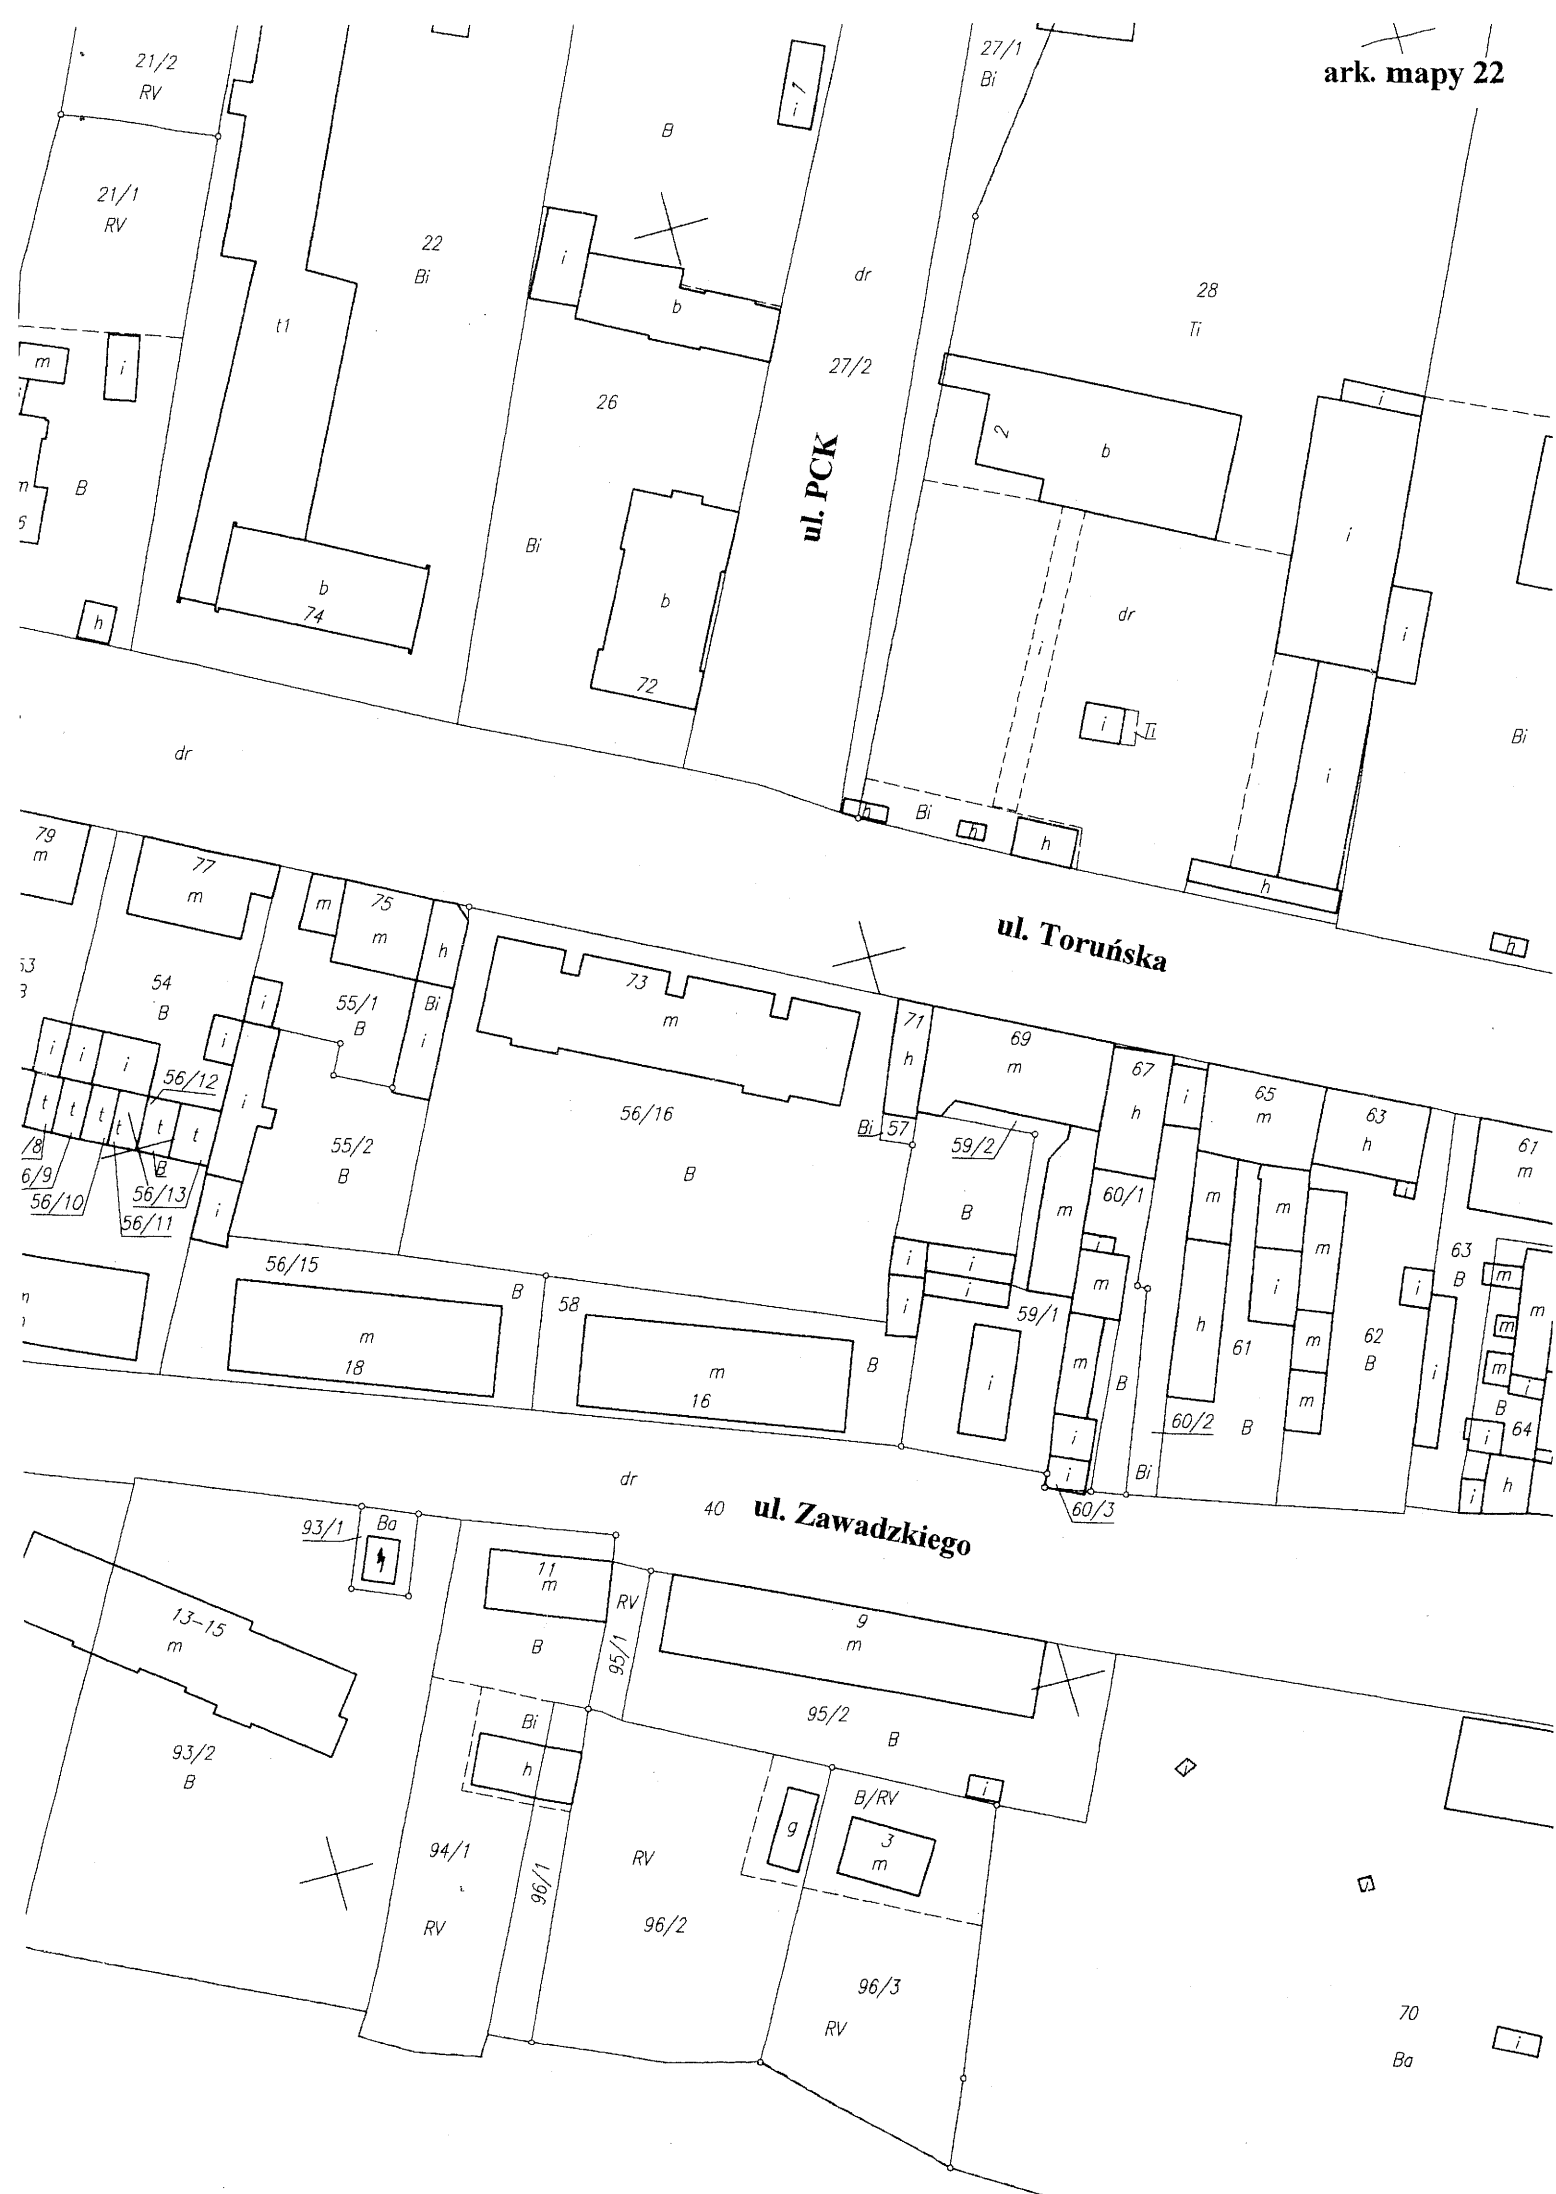 ark. mapy 22
21/2
RV
27/1
Bi
i 1
B
21/1
RV
22
Bi
i
b
dr
28
Ti
t1
27/2
26
m
i
i
ul. PCK
2
b
B
Bi
i
b
74
b
72
dr
i
h
i
Ti
i
Bi
dr
h
Bi
h
h
h
ul. Toruńska
h
79
m
77
m
m
75
m
h
54
B
i
55/1
B
Bi
i
73
m
71
h
69
m
67
h
i
65
m
63
h
61
m
i
i
i
i
i
56/12
t
t
t
t
t
t
56/16
B
Bi
57
59/2
B
55/2
B
56/10
56/11
56/13
B
i
60/1
m
m
m
m
i
63
B
56/15
B
58
i
i
i
i
59/1
i
m
m
i
i
60/3
h
61
B
60/2
B
Bi
i
m
m
62
B
i
i
m
m
m
m
i
B
64
i
i
h
m
18
m
16
B
i
dr
40
ul. Zawadzkiego
93/1
Ba
13-15
m
93/2
B
11
m
B
RV
95/1
9
m
95/2
B
Bi
h
94/1
RV
96/1
RV
96/2
g
B/RV
3
m
i
96/3
RV
i
i
70
Ba
i